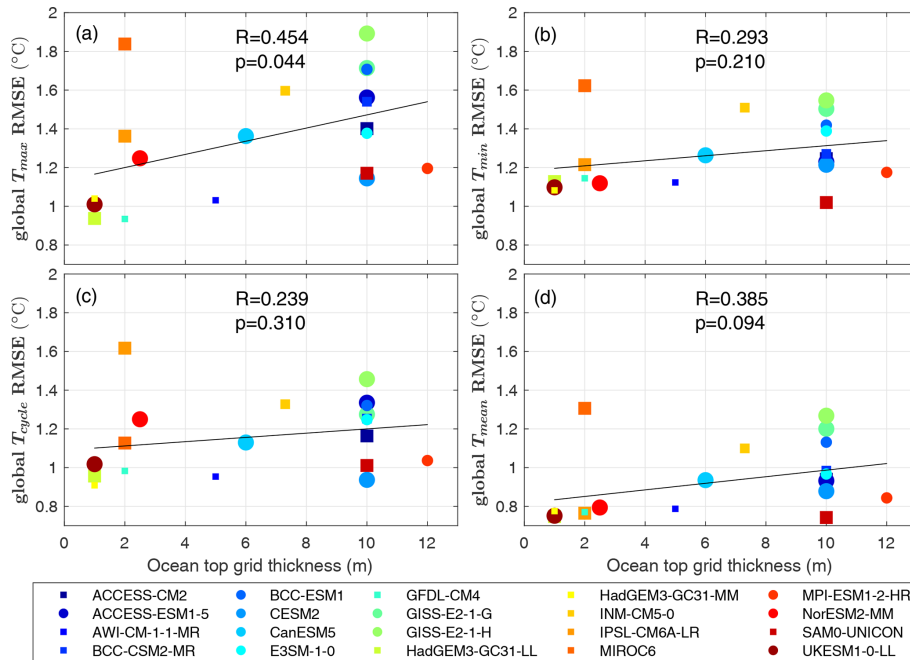 (a)
R=0.454
p=0.044
global Tmax RMSE (°C)
2
1.8
1.6
1.4
1.2
1
0.8
(b)
R=0.293
p=0.210
global Tmin RMSE (°C)
2
1.8
1.6
1.4
1.2
1
0.8
(c)
R=0.239
p=0.310
global Tcycle RMSE (°C)
2
1.8
1.6
1.4
1.2
1
0.8
0 2 4 6 8 10 12
Ocean top grid thickness (m)
(d)
R=0.385
p=0.094
global Tmean RMSE (°C)
2
1.8
1.6
1.4
1.2
1
0.8
0 2 4 6 8 10 12
Ocean top grid thickness (m)
ACCESS-CM2
ACCESS-ESM1-5
AWI-CM-1-1-MR
BCC-CSM2-MR
BCC-ESM1
CESM2
CanESM5
E3SM-1-0
GFDL-CM4
GISS-E2-1-G
GISS-E2-1-H
HadGEM3-GC31-LL
HadGEM3-GC31-MM
INM-CM5-0
IPSL-CM6A-LR
MIROC6
MPI-ESM1-2-HR
NorESM2-MM
SAM0-UNICON
UKESM1-0-LL